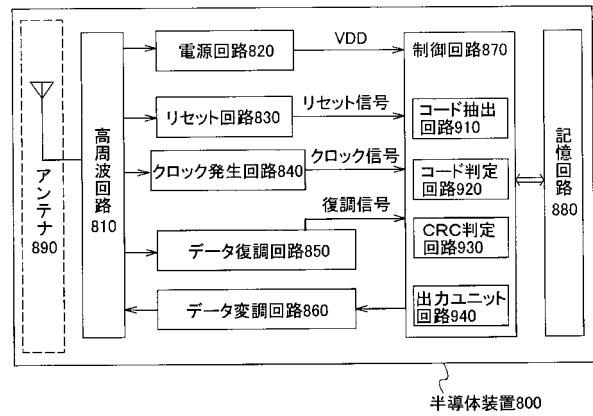 電源回路820
VDD
制御回路870
リセット回路830
リセット信号
コード抽出
回路910
クロック発生回路840
クロック信号
コード判定
回路920
復調信号
データ復調回路850
CRC判定
回路930
データ変調回路860
出力ユニット
回路940
アンテナ
890
高周波回路
810
記憶回路
880
半導体装置800